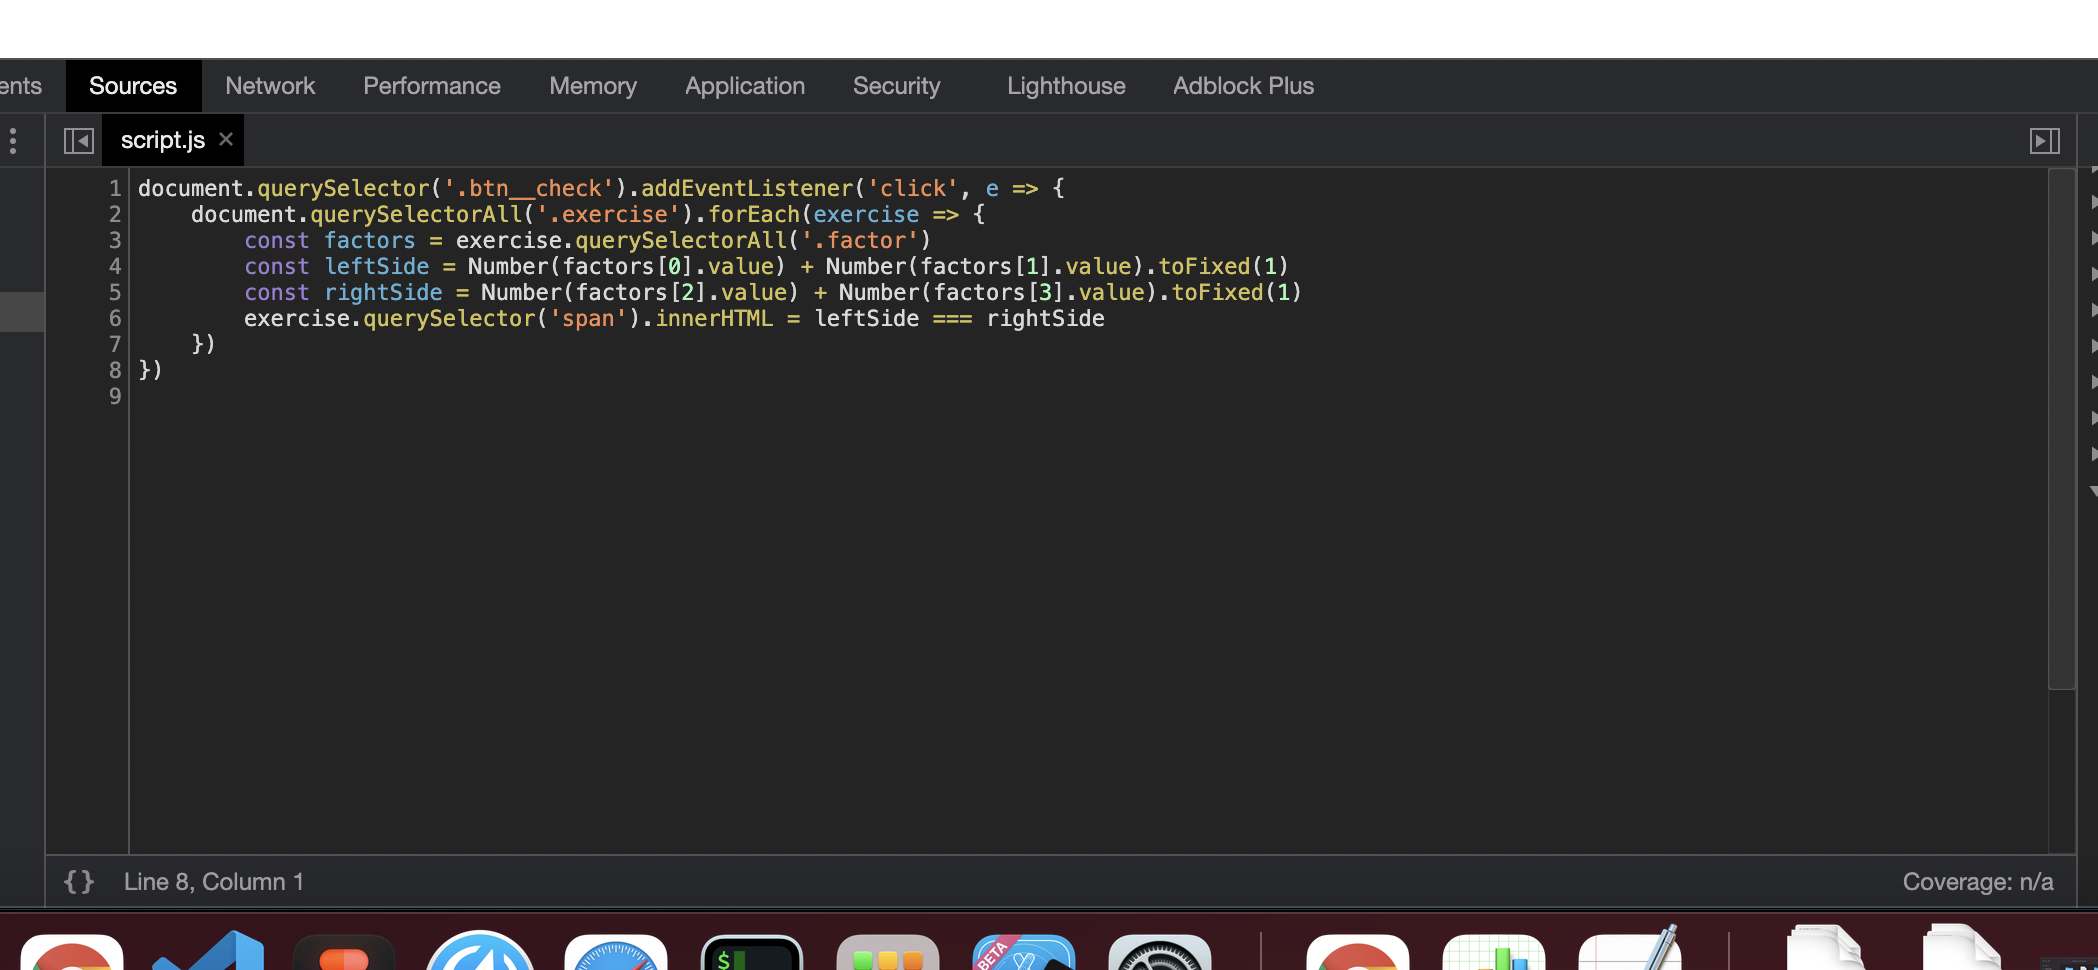 ents Sources Network Performance Memory Application Security Lighthouse Adblock Plus
script.js ×
1 document.querySelector('.btn__check').addEventListener('click', e => {
2     document.querySelectorAll('.exercise').forEach(exercise => {
3         const factors = exercise.querySelectorAll('.factor')
4         const leftSide = Number(factors[0].value) + Number(factors[1].value).toFixed(1)
5         const rightSide = Number(factors[2].value) + Number(factors[3].value).toFixed(1)
6         exercise.querySelector('span').innerHTML = leftSide === rightSide
7     })
8 })
9
{} Line 8, Column 1 Coverage: n/a
$ BETA